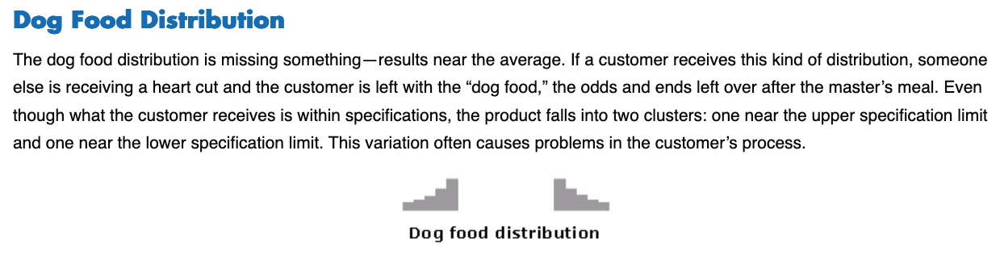 Dog Food Distribution
The dog food distribution is missing something—results near the average. If a customer receives this kind of distribution, someone
else is receiving a heart cut and the customer is left with the “dog food,” the odds and ends left over after the master’s meal. Even
though what the customer receives is within specifications, the product falls into two clusters: one near the upper specification limit
and one near the lower specification limit. This variation often causes problems in the customer’s process.
Dog food distribution